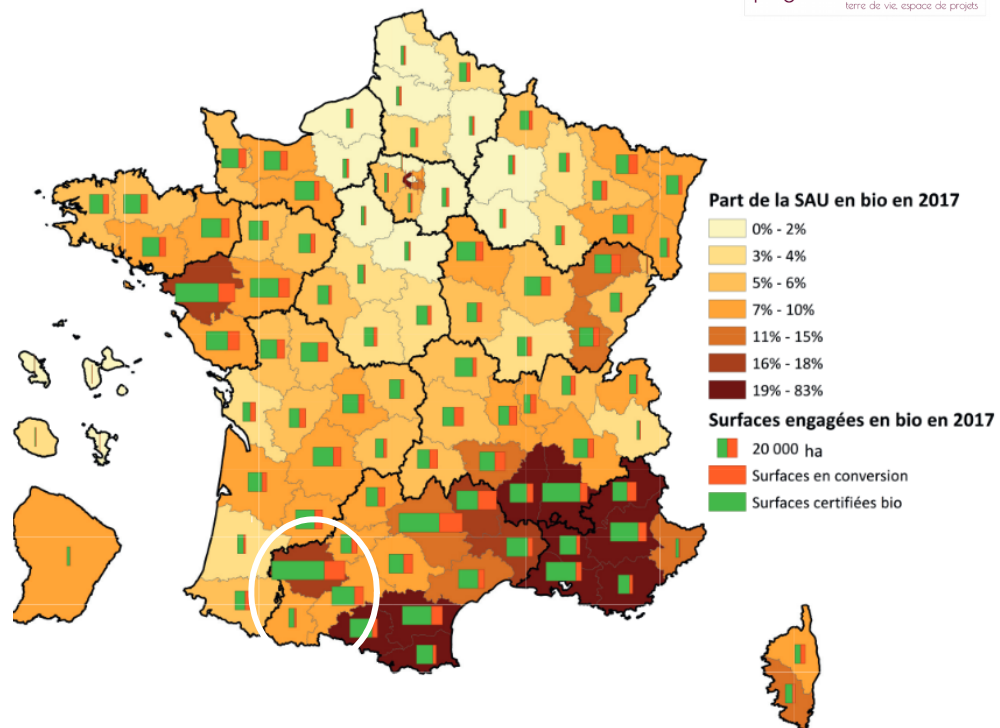 terre de vie, espace de projets
Part de la SAU en bio en 2017
0% - 2%
3% - 4%
5% - 6%
7% - 10%
11% - 15%
16% - 18%
19% - 83%
Surfaces engagées en bio en 2017
20 000 ha
Surfaces en conversion
Surfaces certifiées bio